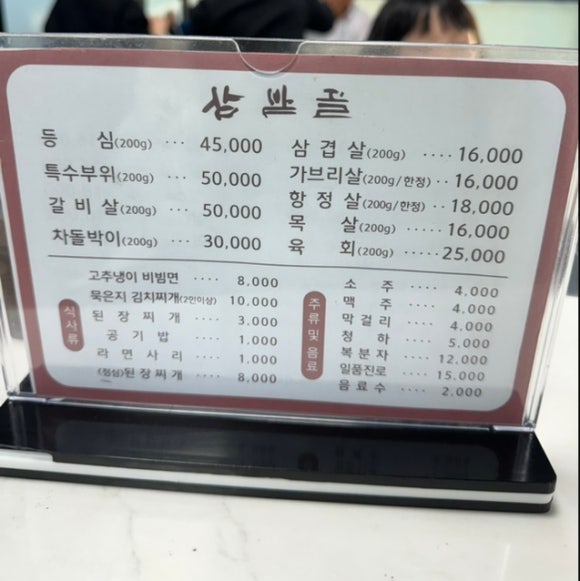 등 심(200g) ··· 45,000
특수부위(200g) ··· 50,000
갈 비 살(200g) ··· 50,000
차돌박이(200g) ··· 30,000
삼 겹 살(200g) ···· 16,000
가브리살(200g/한정) ·· 16,000
항 정 살(200g/한정) ·· 18,000
목 살(200g) ····· 16,000
육 회(200g) ···· 25,000
식사류
고추냉이 비빔면 ···· 8,000
묵은지 김치찌개(2인이상) 10,000
된 장 찌 개 ···· 3,000
공 기 밥 ···· 1,000
라 면 사 리 ···· 1,000
(점심)된 장 찌 개 ···· 8,000
주류 및 음료
소 주 ···· 4,000
맥 주 ···· 4,000
막 걸 리 ···· 4,000
청 하 ···· 5,000
복 분 자 ···· 12,000
일품진로 ···· 15,000
음 료 수 ···· 2,000